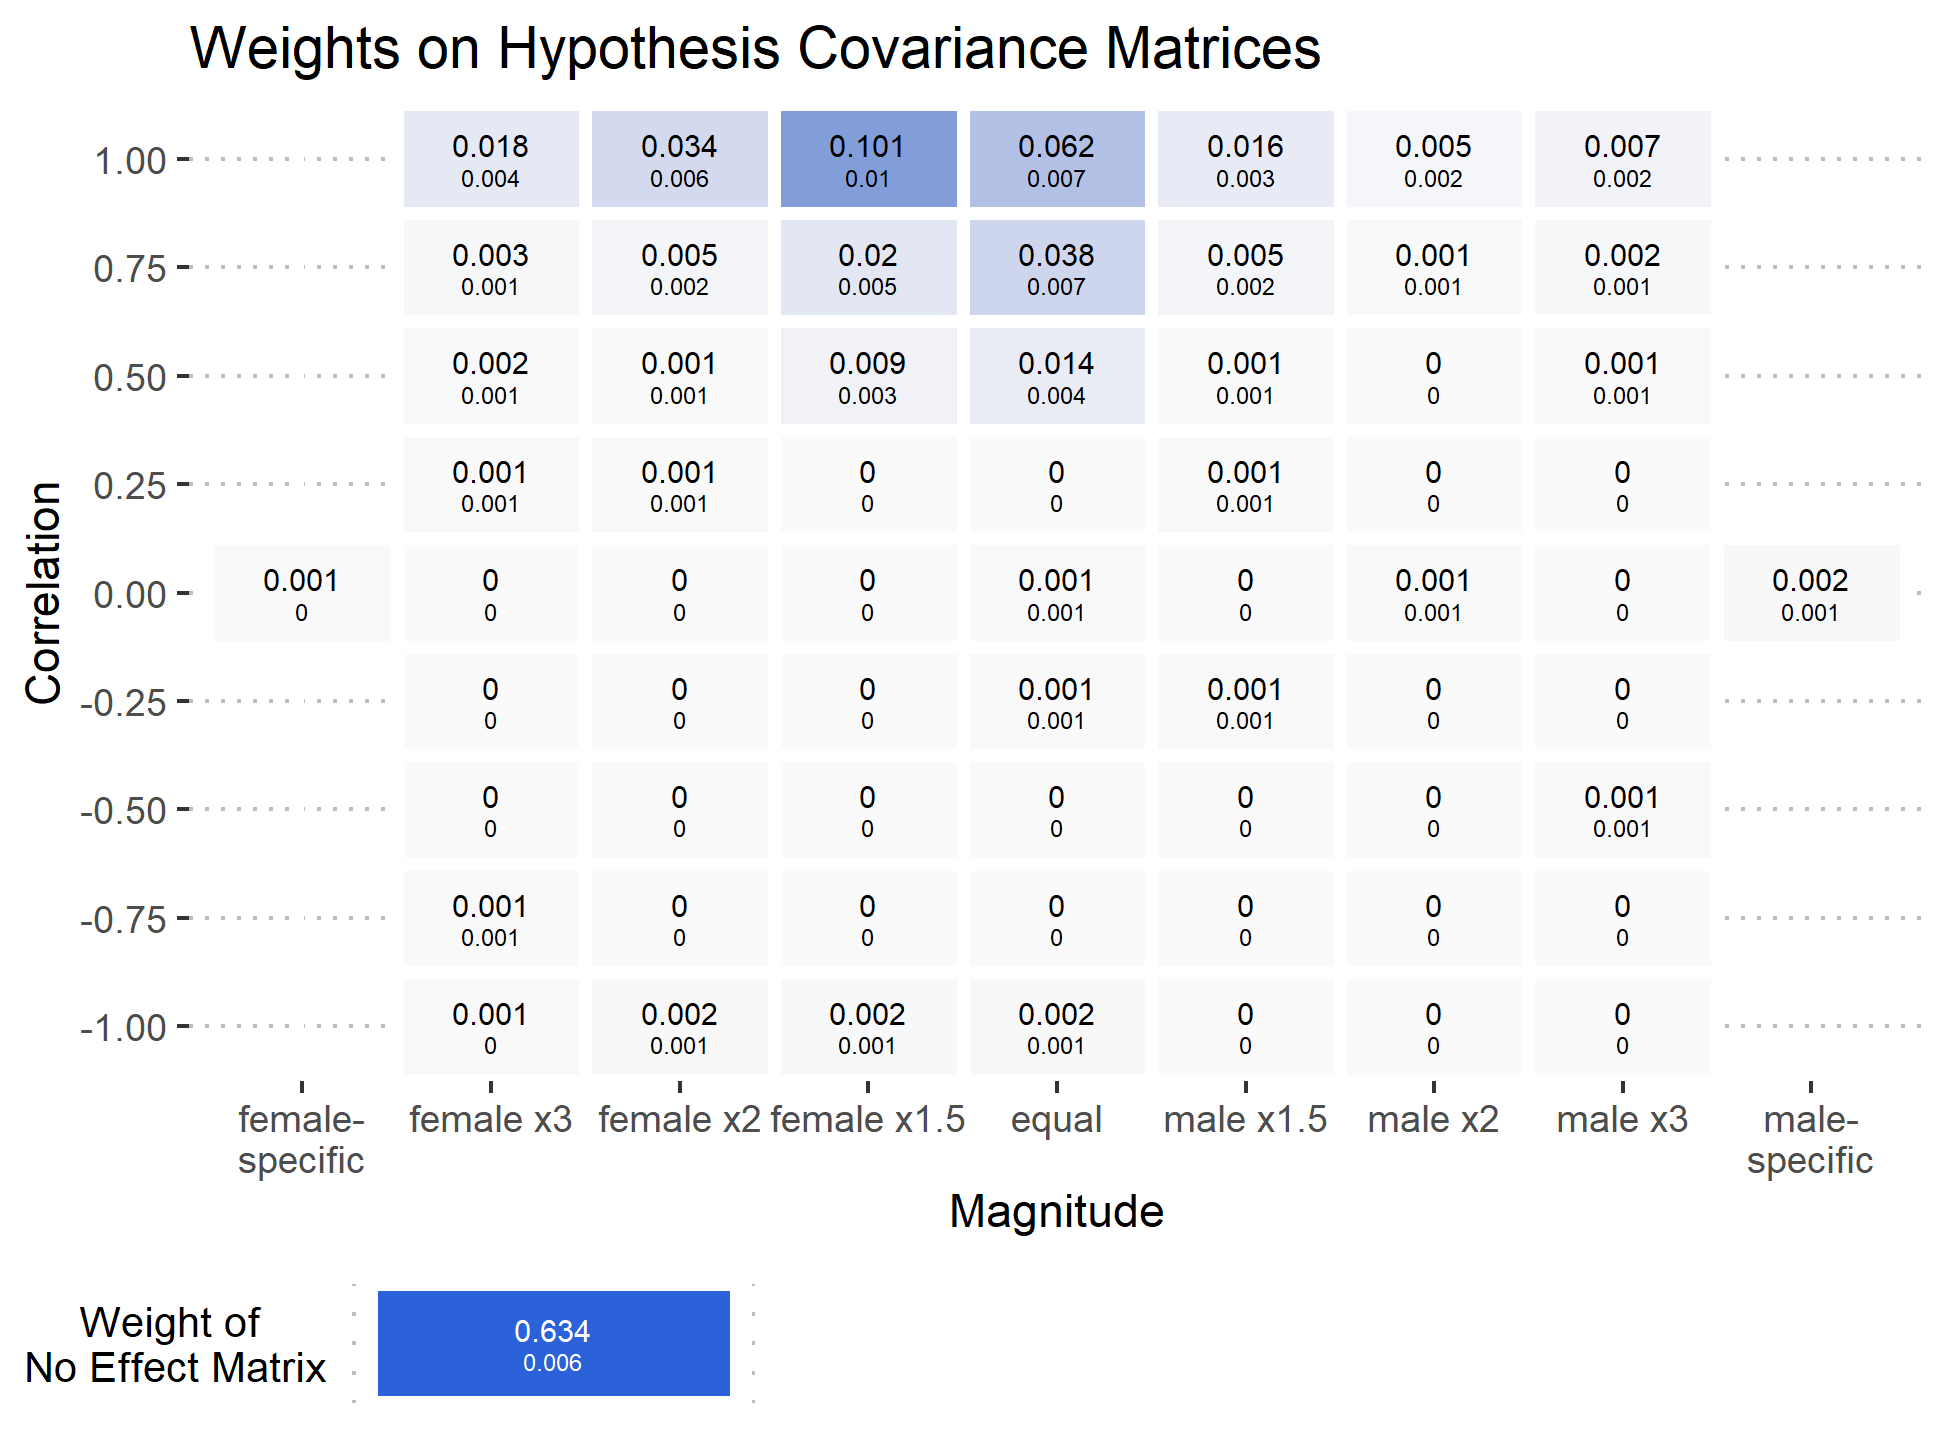 Weights on Hypothesis Covariance Matrices
1.00 0.018 0.034 0.101 0.062 0.016 0.005 0.007
0.004 0.006 0.01 0.007 0.003 0.002 0.002
0.75 0.003 0.005 0.02 0.038 0.005 0.001 0.002
0.001 0.002 0.005 0.007 0.002 0.001 0.001
0.50 0.002 0.001 0.009 0.014 0.001 0 0.001
0.001 0.001 0.003 0.004 0.001 0 0.001
0.25 0.001 0.001 0 0 0.001 0 0
0.001 0.001 0 0 0.001 0 0
Correlation
0.00 0.001 0 0 0 0.001 0 0.001 0 0.002
0 0 0 0 0.001 0 0.001 0 0.001
-0.25 0 0 0 0.001 0.001 0 0
0 0 0 0.001 0.001 0 0
-0.50 0 0 0 0 0 0 0.001
0 0 0 0 0 0 0.001
-0.75 0.001 0 0 0 0 0 0
0.001 0 0 0 0 0 0
-1.00 0.001 0.002 0.002 0.002 0 0 0
0 0.001 0.001 0.001 0 0 0
female- female x3 female x2 female x1.5 equal male x1.5 male x2 male x3 male-
specific specific
Magnitude
Weight of
No Effect Matrix
0.634
0.006